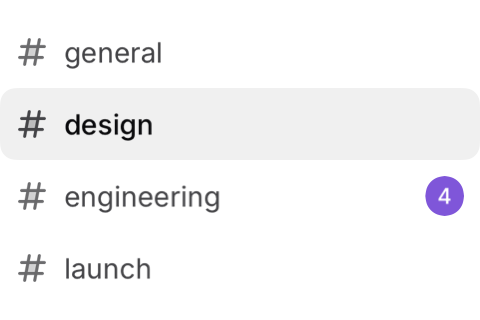 # general
# design
# engineering 4
# launch